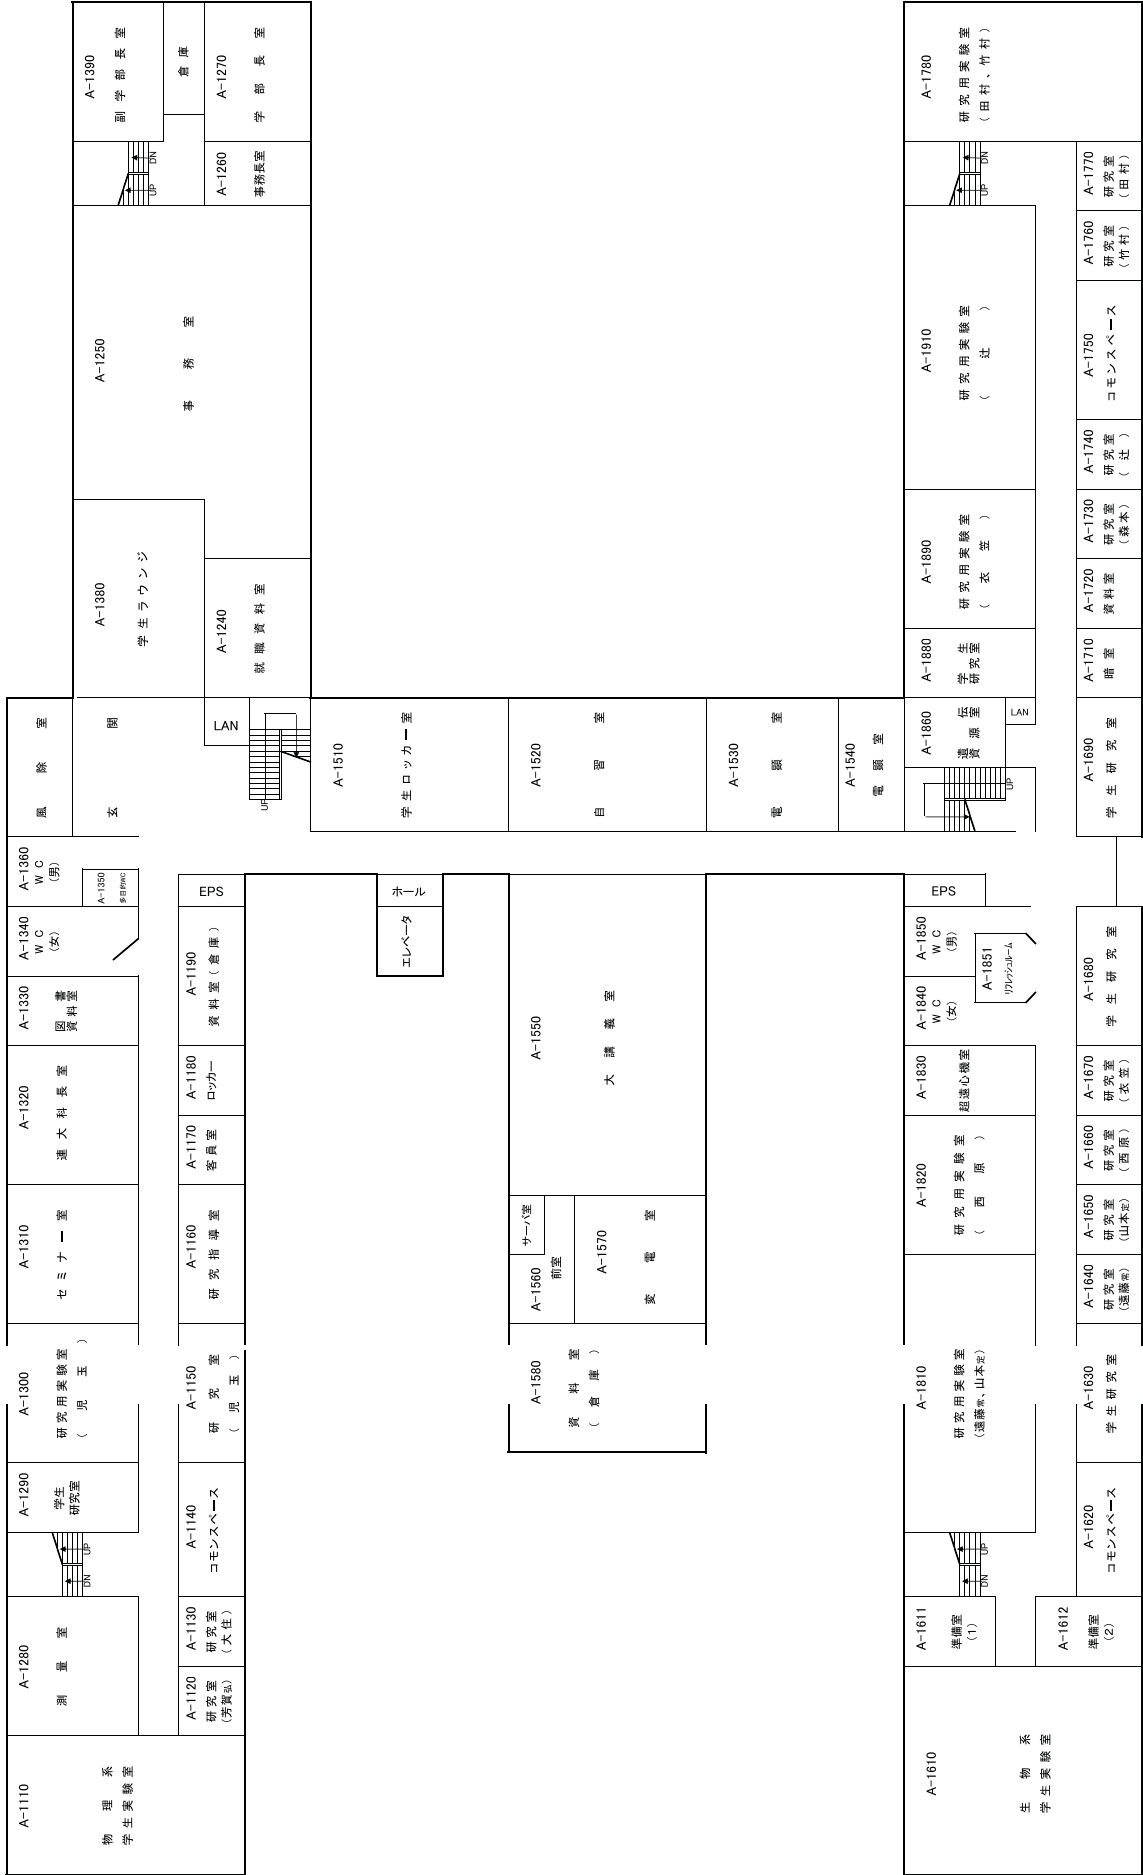 A-1390
副学部長室
倉庫
A-1270
学部長室
A-1260
事務長室
UP
DN
A-1250
事務室
A-1380
学生ラウンジ
A-1240
就職資料室
風除室
玄関
LAN
UP
A-1510
学生ロッカー室
A-1520
自習室
A-1530
電顕室
A-1540
電顕室
A-1780
研究用実験室
(田村、竹村)
UP
DN
A-1770
研究室
(田村)
A-1760
研究室
(竹村)
A-1910
研究用実験室
(辻)
A-1750
コモンスペース
A-1740
研究室
(辻)
A-1730
研究室
(森本)
A-1890
研究用実験室
(衣笠)
A-1720
資料室
A-1880
学生
研究室
A-1710
暗室
A-1860
遺伝
資源室
LAN
UP
A-1690
学生研究室
A-1360
WC
(男)
A-1350
多目的WC
A-1340
WC
(女)
A-1330
図書
資料室
A-1320
連大科長室
A-1310
セミナー室
A-1300
研究用実験室
(児玉)
A-1290
学生
研究室
DN
UP
A-1280
測量室
A-1110
物理系
学生実験室
EPS
A-1190
資料室(倉庫)
A-1180
ロッカー
A-1170
客員室
A-1160
研究指導室
A-1150
研究室
(児玉)
A-1140
コモンスペース
A-1130
研究室
(大住)
A-1120
研究室
(芳賀弘)
ホール
エレベータ
A-1550
大講義室
サーバ室
A-1560
前室
A-1570
変電室
A-1580
資料室
(倉庫)
EPS
A-1850
WC
(男)
A-1851
リフレッシュルーム
A-1840
WC
(女)
A-1830
超遠心機室
A-1820
研究用実験室
(西原)
A-1810
研究用実験室
(遠藤常、山本定)
DN
UP
A-1611
準備室
(1)
A-1612
準備室
(2)
A-1610
生物系
学生実験室
A-1680
学生研究室
A-1670
研究室
(衣笠)
A-1660
研究室
(西原)
A-1650
研究室
(山本定)
A-1640
研究室
(遠藤常)
A-1630
学生研究室
A-1620
コモンスペース